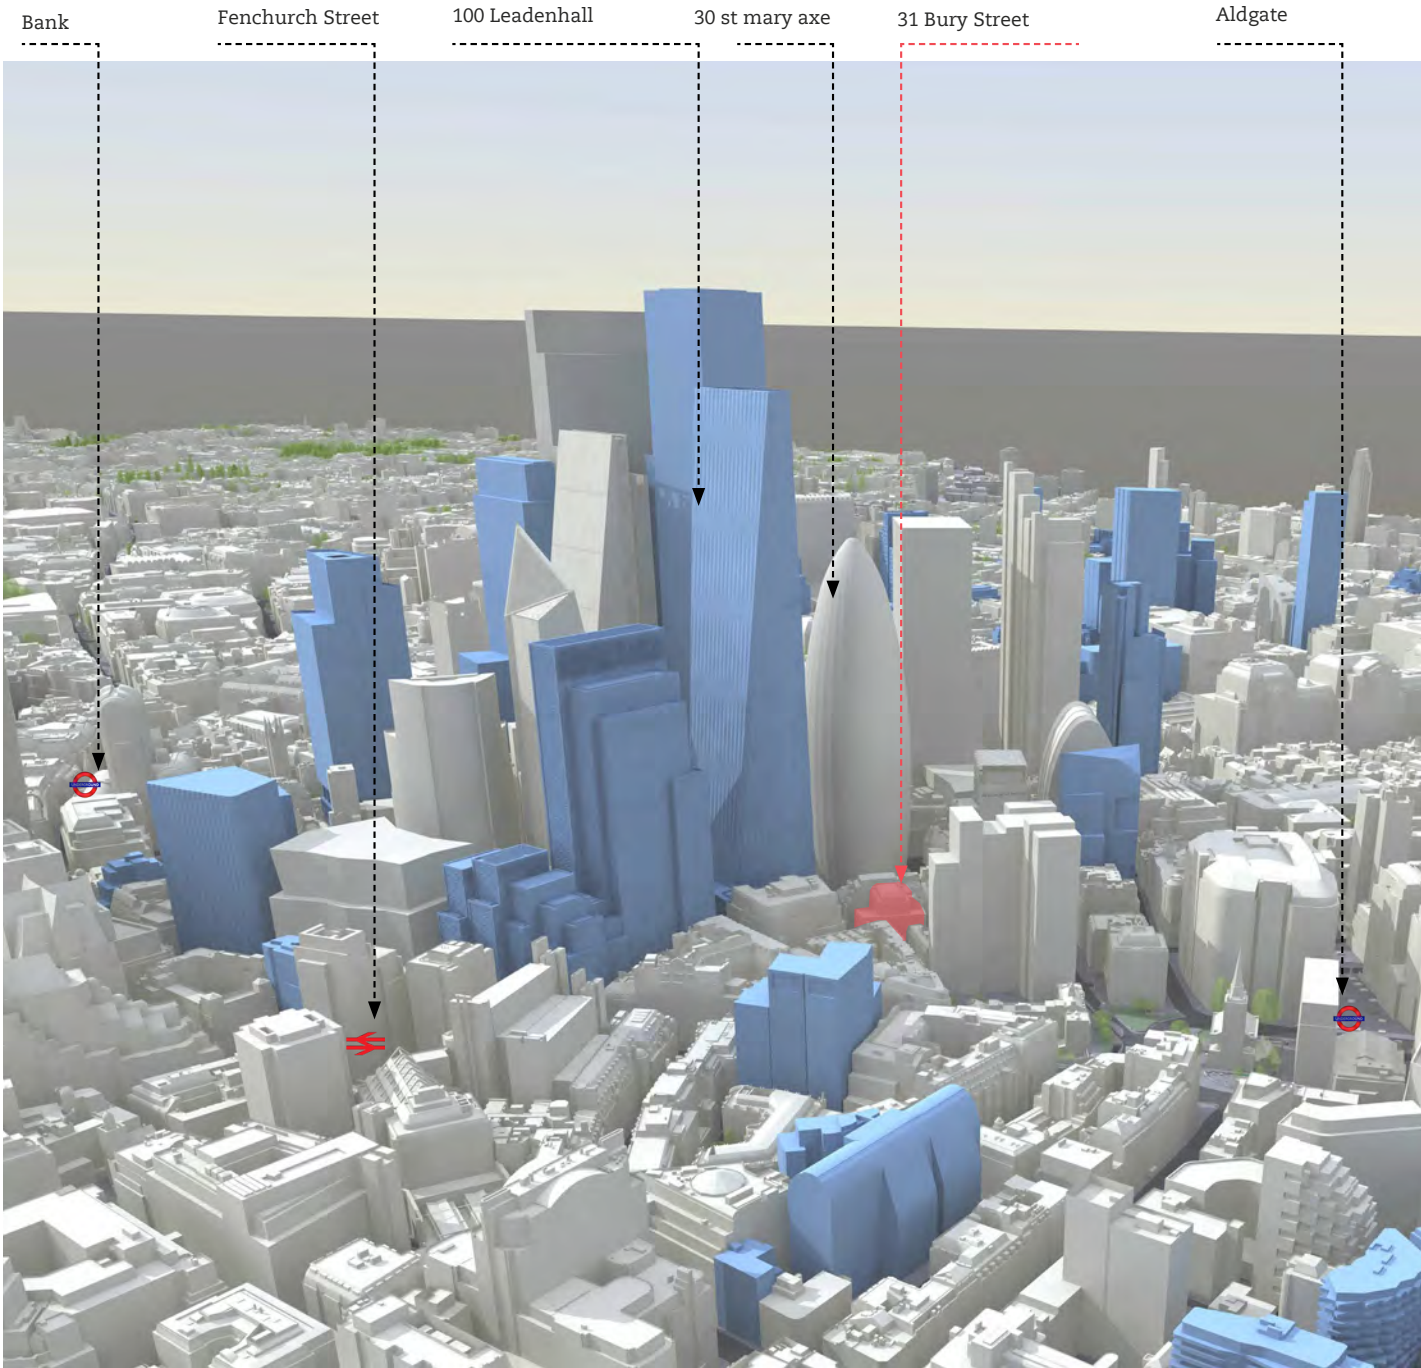 Bank
Fenchurch Street
100 Leadenhall
30 st mary axe
31 Bury Street
Aldgate